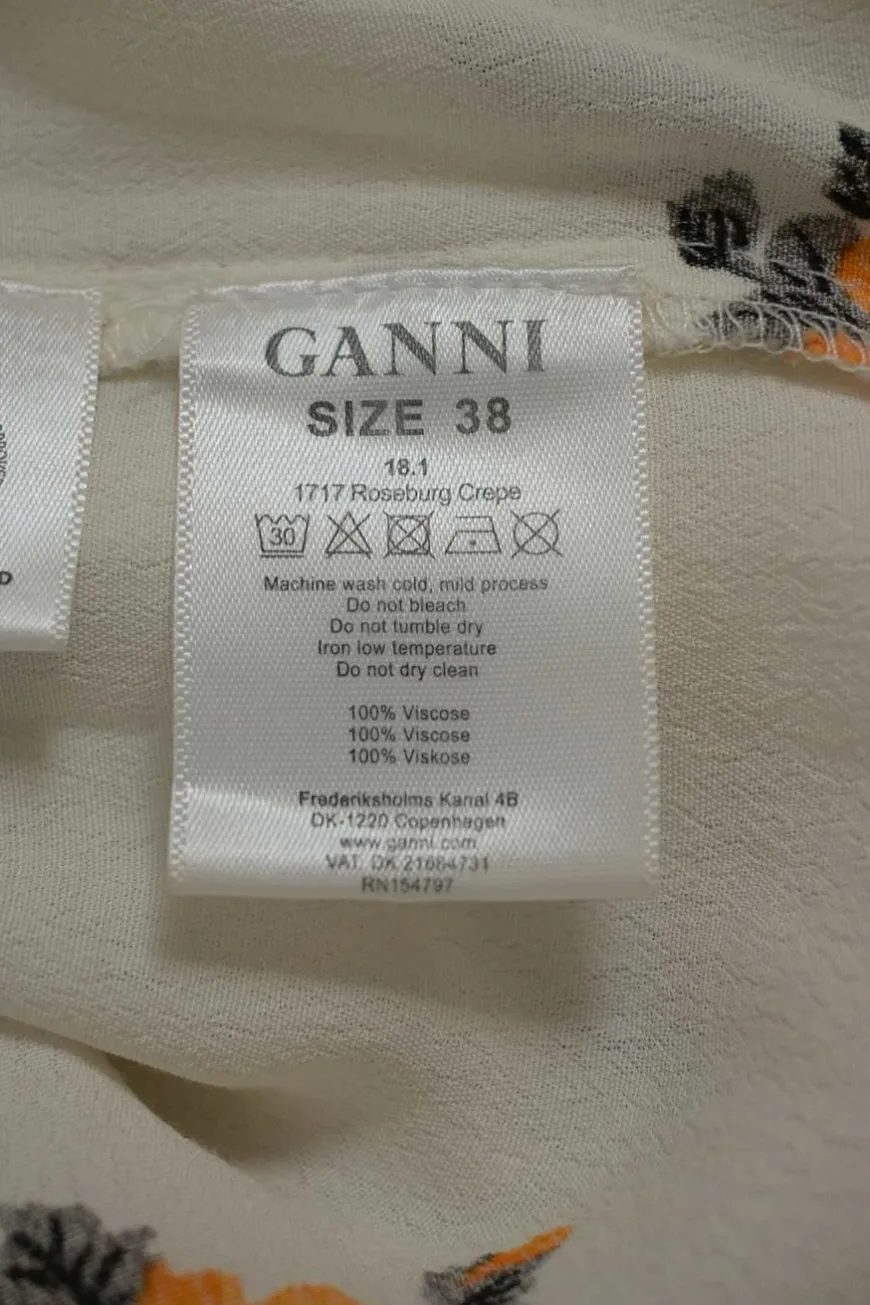 GANNI
SIZE 38
18.1
1717 Roseburg Crepe
30
Machine wash cold, mild process
Do not bleach
Do not tumble dry
Iron low temperature
Do not dry clean
100% Viscose
100% Viscose
100% Viskose
Frederiksholms Kanal 4B
DK-1220 Copenhagen
www.ganni.com
VAT: DK 21684731
RN154797